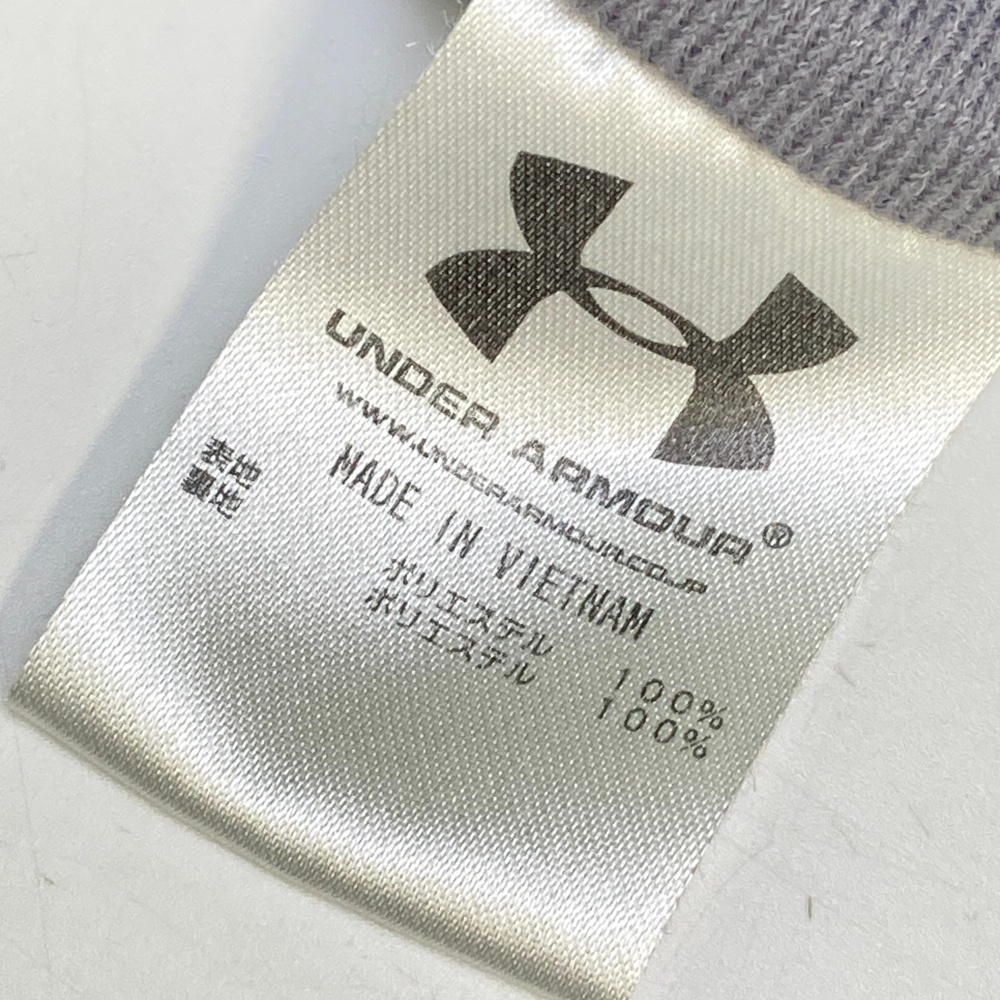 UNDER ARMOUR®
www.UNDERARMOUR.CO.JP
MADE IN VIETNAM
表地 ポリエステル 100%
裏地 ポリエステル 100%